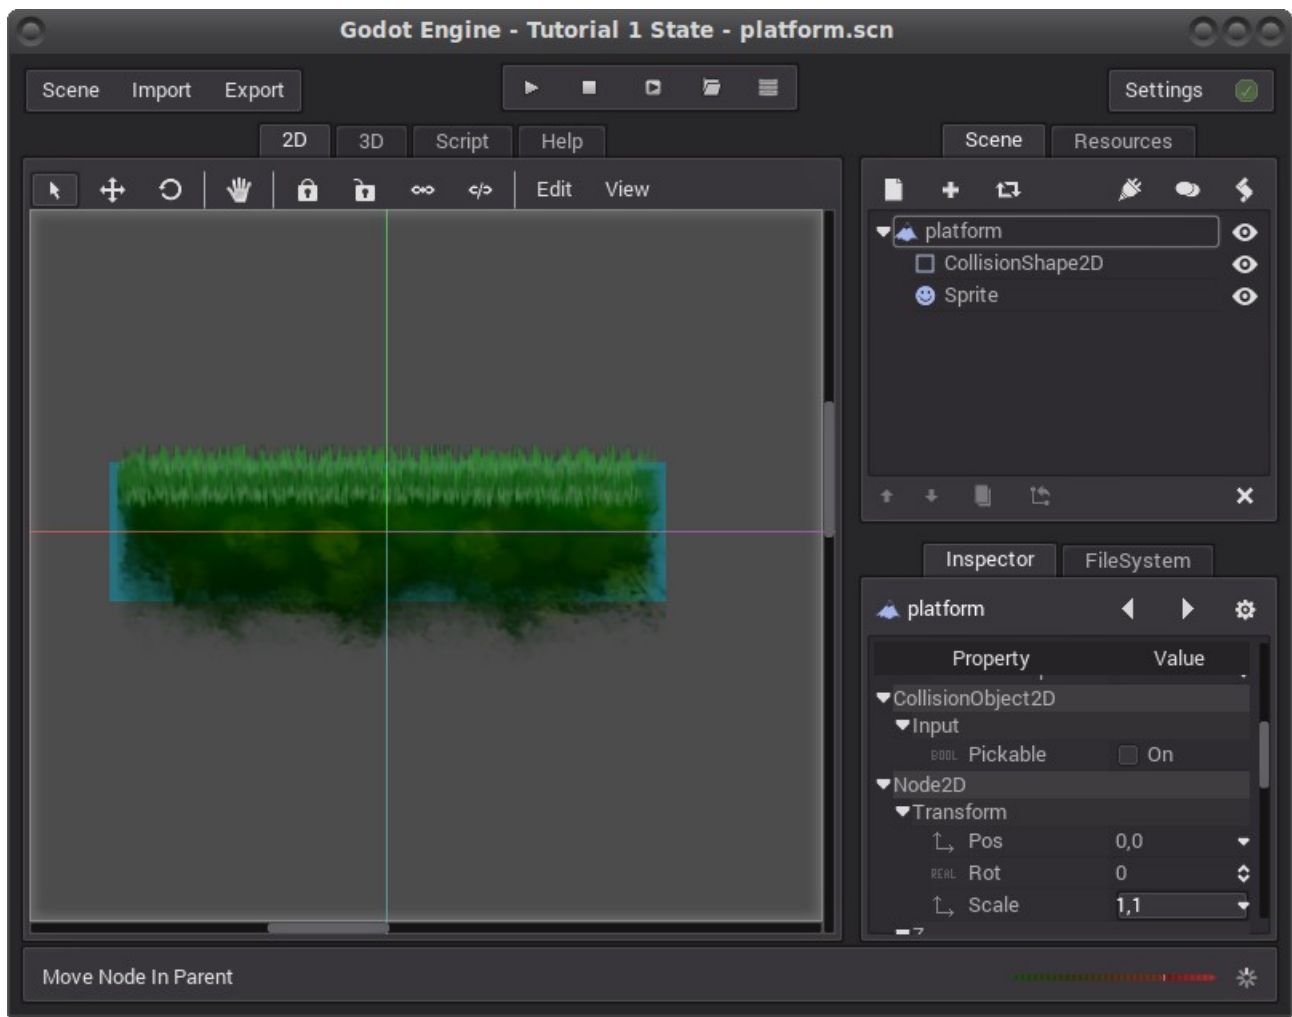 Godot Engine - Tutorial 1 State - platform.scn
Scene Import Export
Settings
2D 3D Script Help
Scene Resources
Edit View
platform
CollisionShape2D
Sprite
Inspector FileSystem
platform
Property Value
CollisionObject2D
Input
BOOL Pickable On
Node2D
Transform
Pos 0,0
REAL Rot 0
Scale 1,1
Move Node In Parent